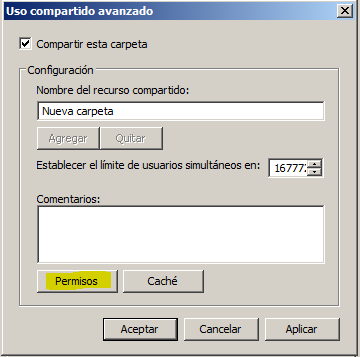 Uso compartido avanzado
Compartir esta carpeta
Configuración
Nombre del recurso compartido:
Nueva carpeta
Agregar Quitar
Establecer el límite de usuarios simultáneos en:
Comentarios:
Permisos Caché
Aceptar Cancelar Aplicar